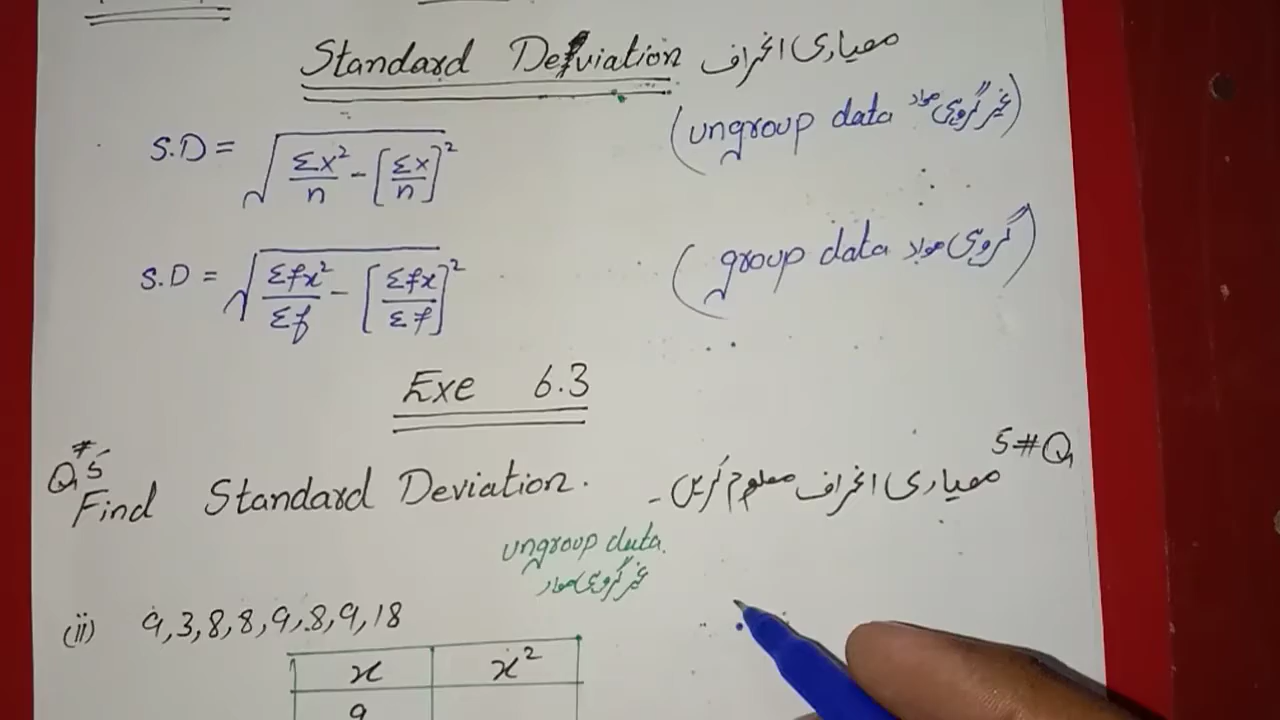 Standard Deviation معیاری انحراف
S.D = √ Σx²/n - [Σx/n]² (ungroup data غیر گروہی مواد)
S.D = √ Σfx²/Σf - [Σfx/Σf]² (group data گروہی مواد)
Exe 6.3
Q#5 5#Q
Find Standard Deviation. معیاری انحراف معلوم کریں۔
ungroup data.
غیر گروہی مواد
(ii) 9,3,8,8,9,8,9,18
x x²
9